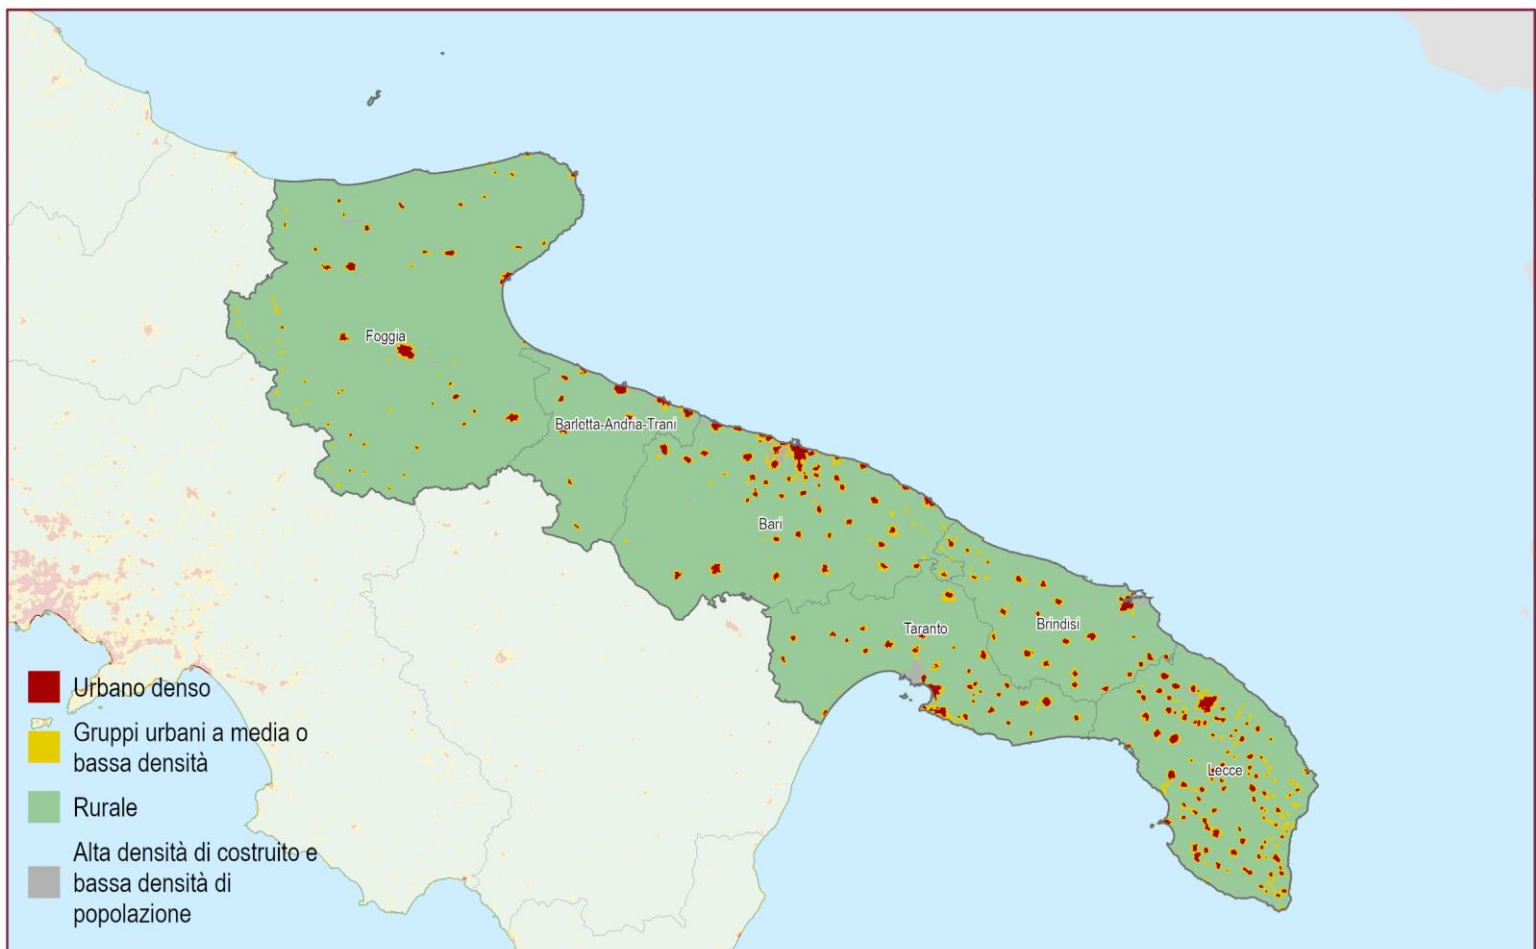 Foggia
Barletta-Andria-Trani
Bari
Taranto
Brindisi
Lecce
Urbano denso
Gruppi urbani a media o
bassa densità
Rurale
Alta densità di costruito e
bassa densità di
popolazione